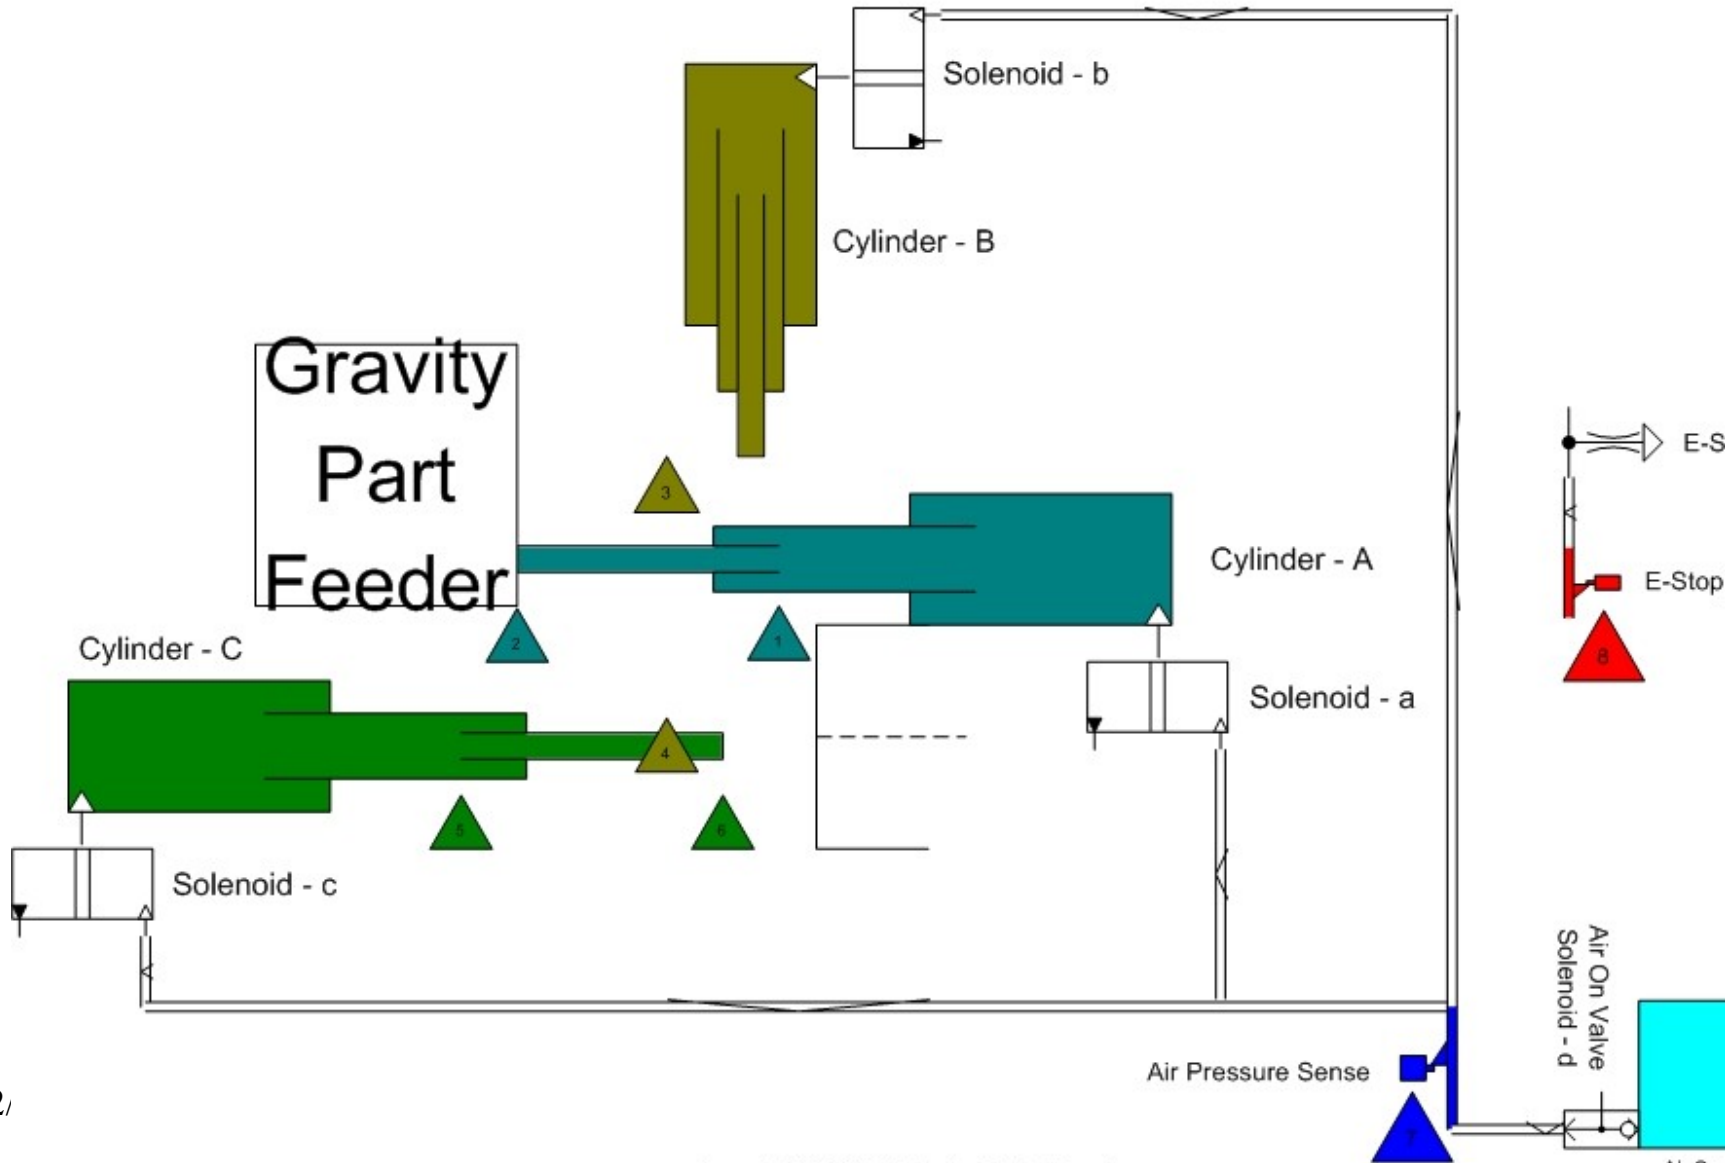 Solenoid - b
Cylinder - B
Gravity
Part
Feeder
3
E-S
Cylinder - A
E-Stop
2
1
8
Cylinder - C
Solenoid - a
4
5
6
Solenoid - c
Air On Valve
Solenoid - d
Air Pressure Sense
7
2/